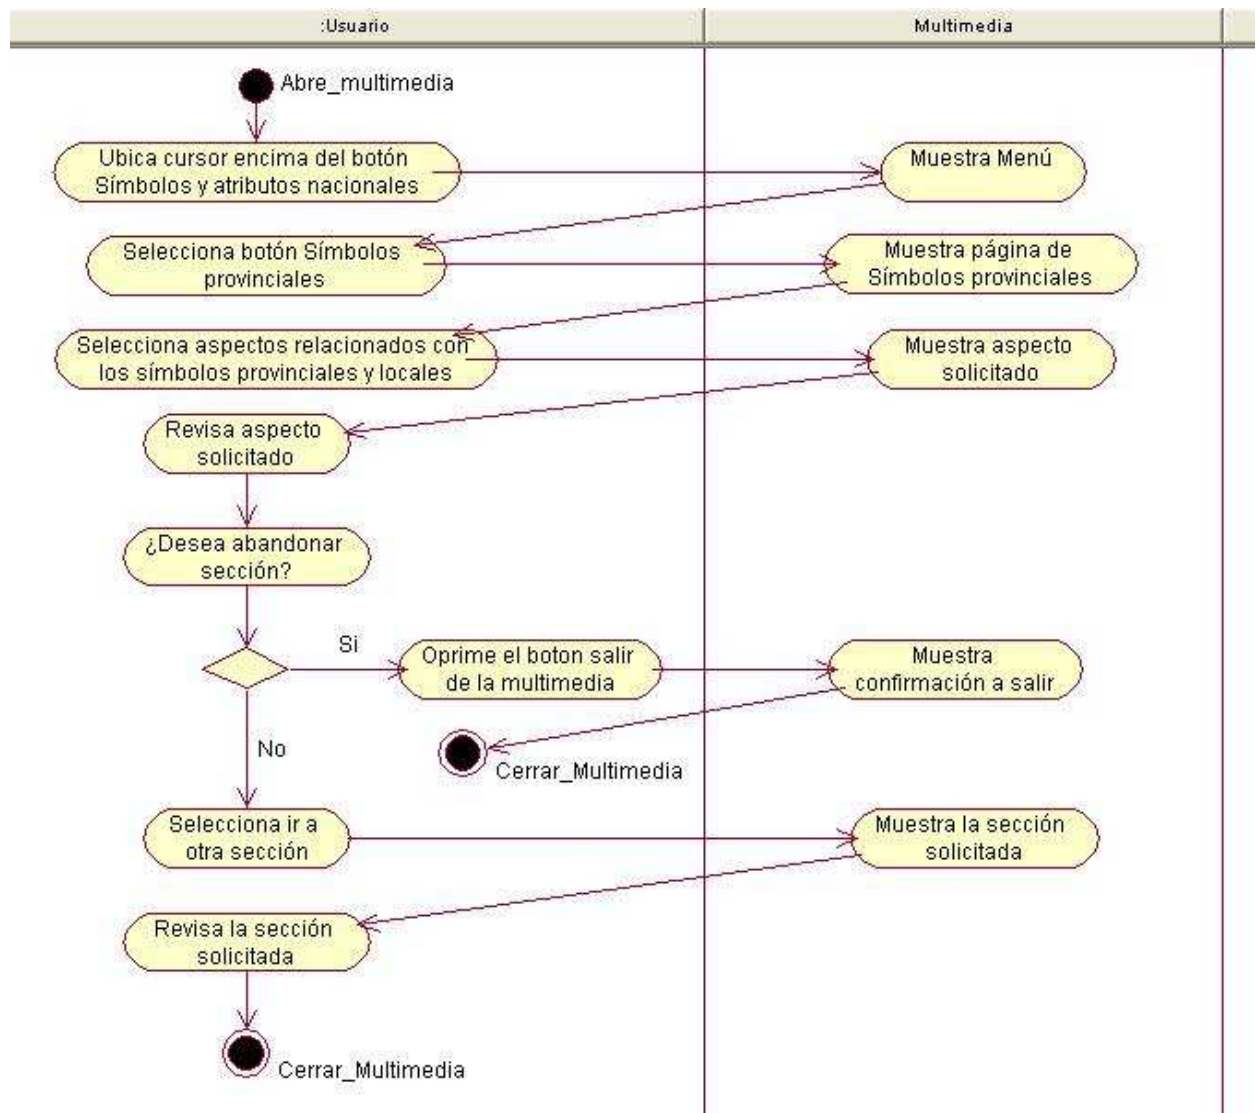 :Usuario
Multimedia
Abre_multimedia
Ubica cursor encima del botón
Símbolos y atributos nacionales
Muestra Menú
Selecciona botón Símbolos
provinciales
Muestra página de
Símbolos provinciales
Selecciona aspectos relacionados con
los símbolos provinciales y locales
Muestra aspecto
solicitado
Revisa aspecto
solicitado
¿Desea abandonar
sección?
Si
Oprime el boton salir
de la multimedia
Muestra
confirmación a salir
No
Cerrar_Multimedia
Selecciona ir a
otra sección
Muestra la sección
solicitada
Revisa la sección
solicitada
Cerrar_Multimedia